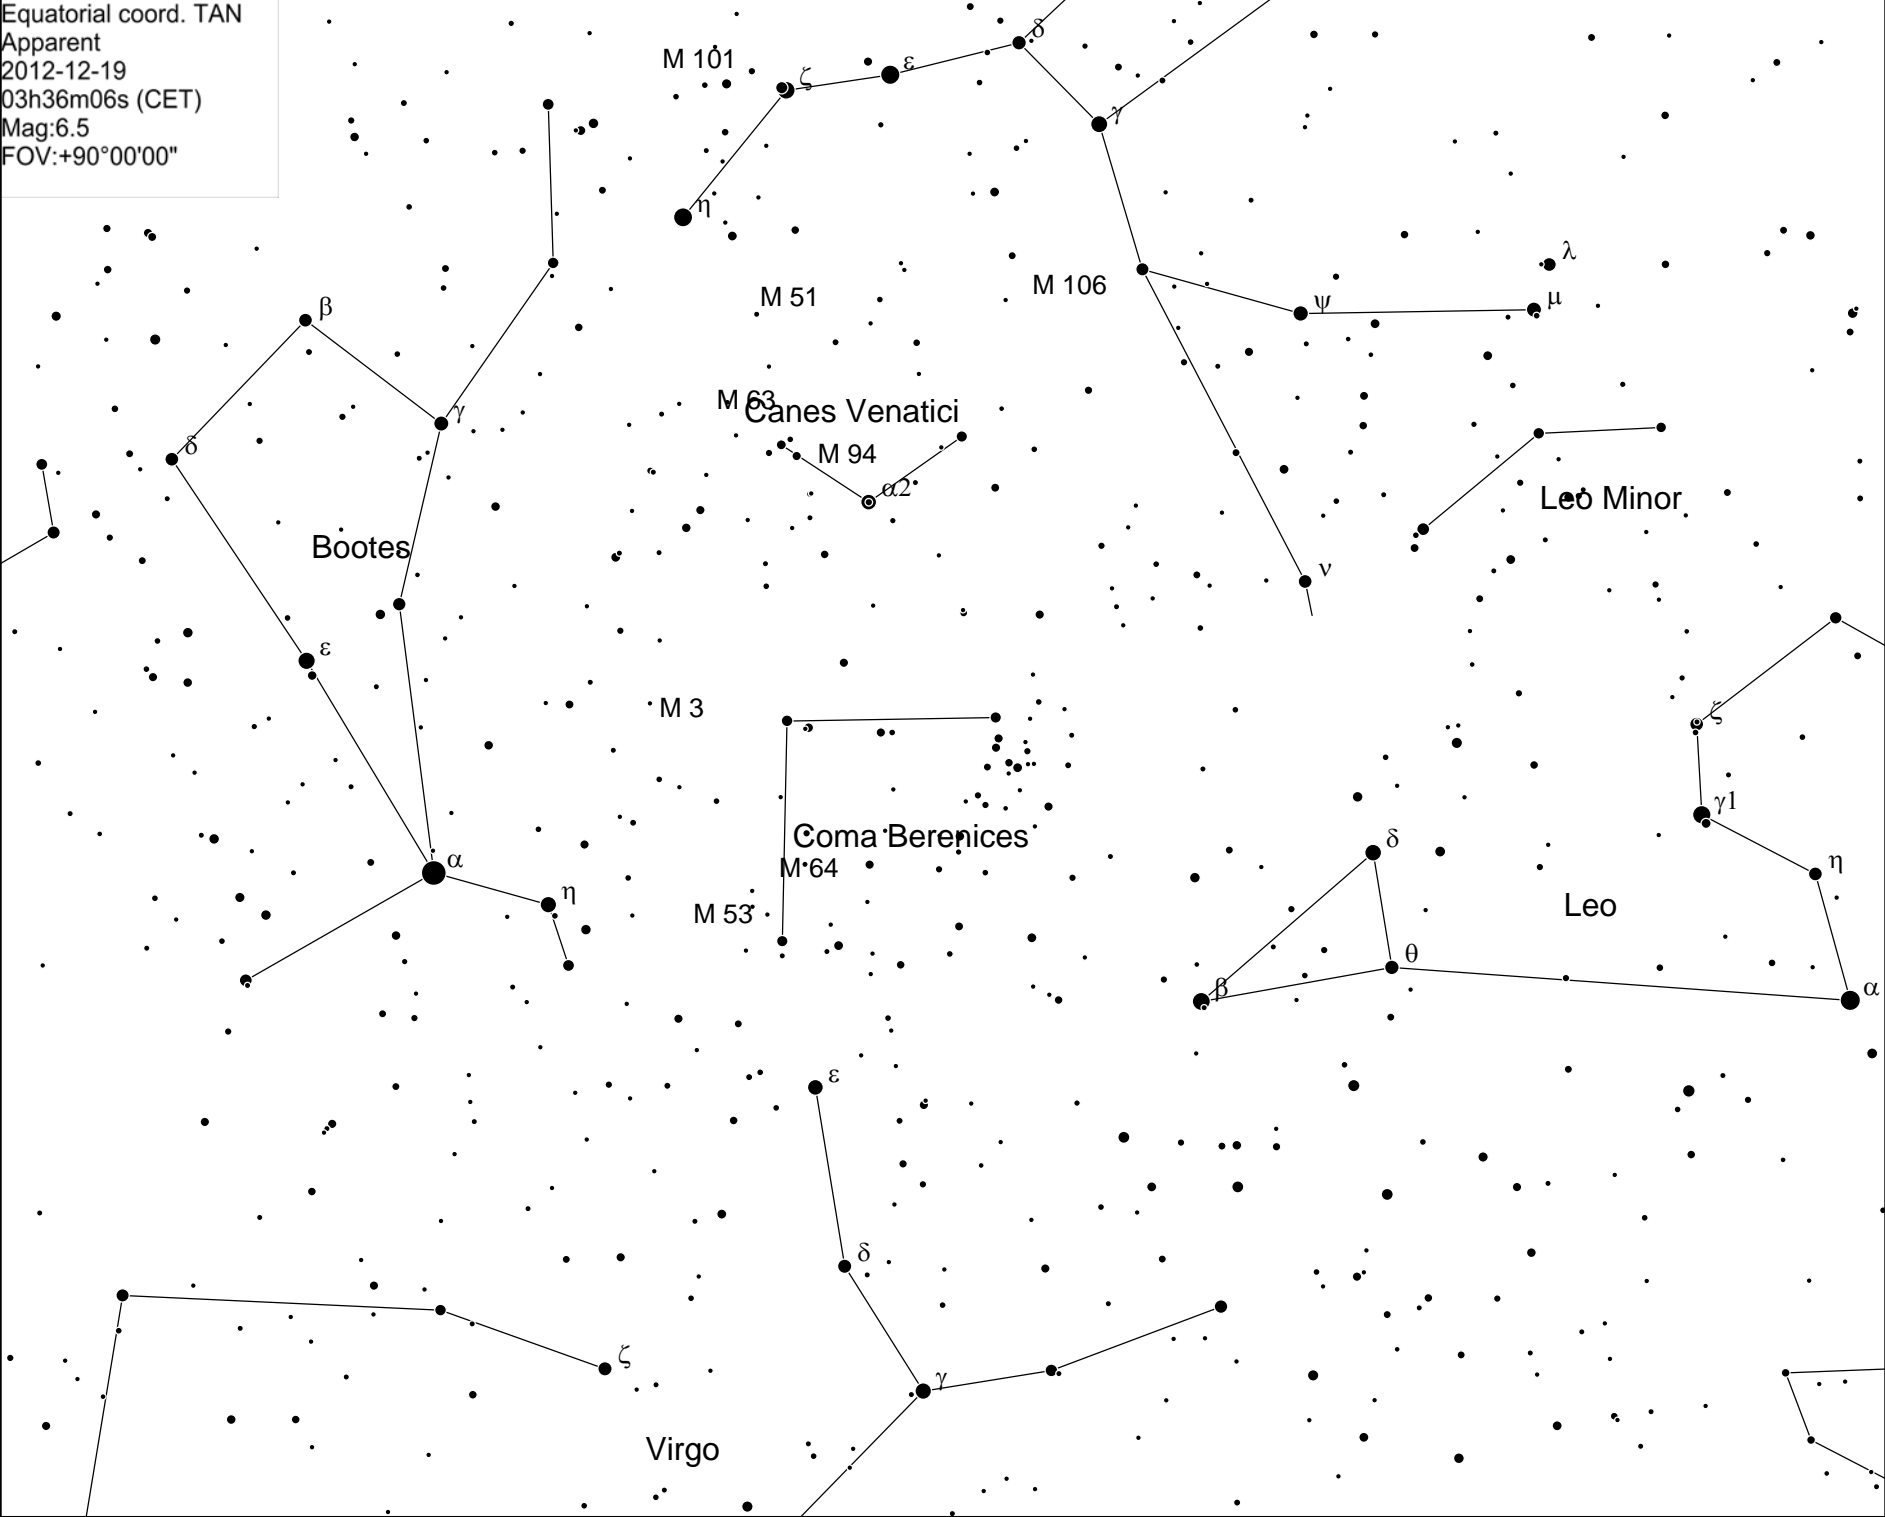 Equatorial coord. TAN
Apparent
2012-12-19
03h36m06s (CET)
Mag:6.5
FOV:+90°00'00"
δ
M 101
ζ
ε
γ
η
λ
M 106
M 51
μ
ψ
β
M 63
Canes Venatici
γ
δ
M 94
α2
Leo Minor
Bootes
ν
ε
M 3
ζ
γ1
Coma Berenices
δ
α
M 64
η
η
Leo
M 53
θ
β
α
ε
δ
ζ
γ
Virgo